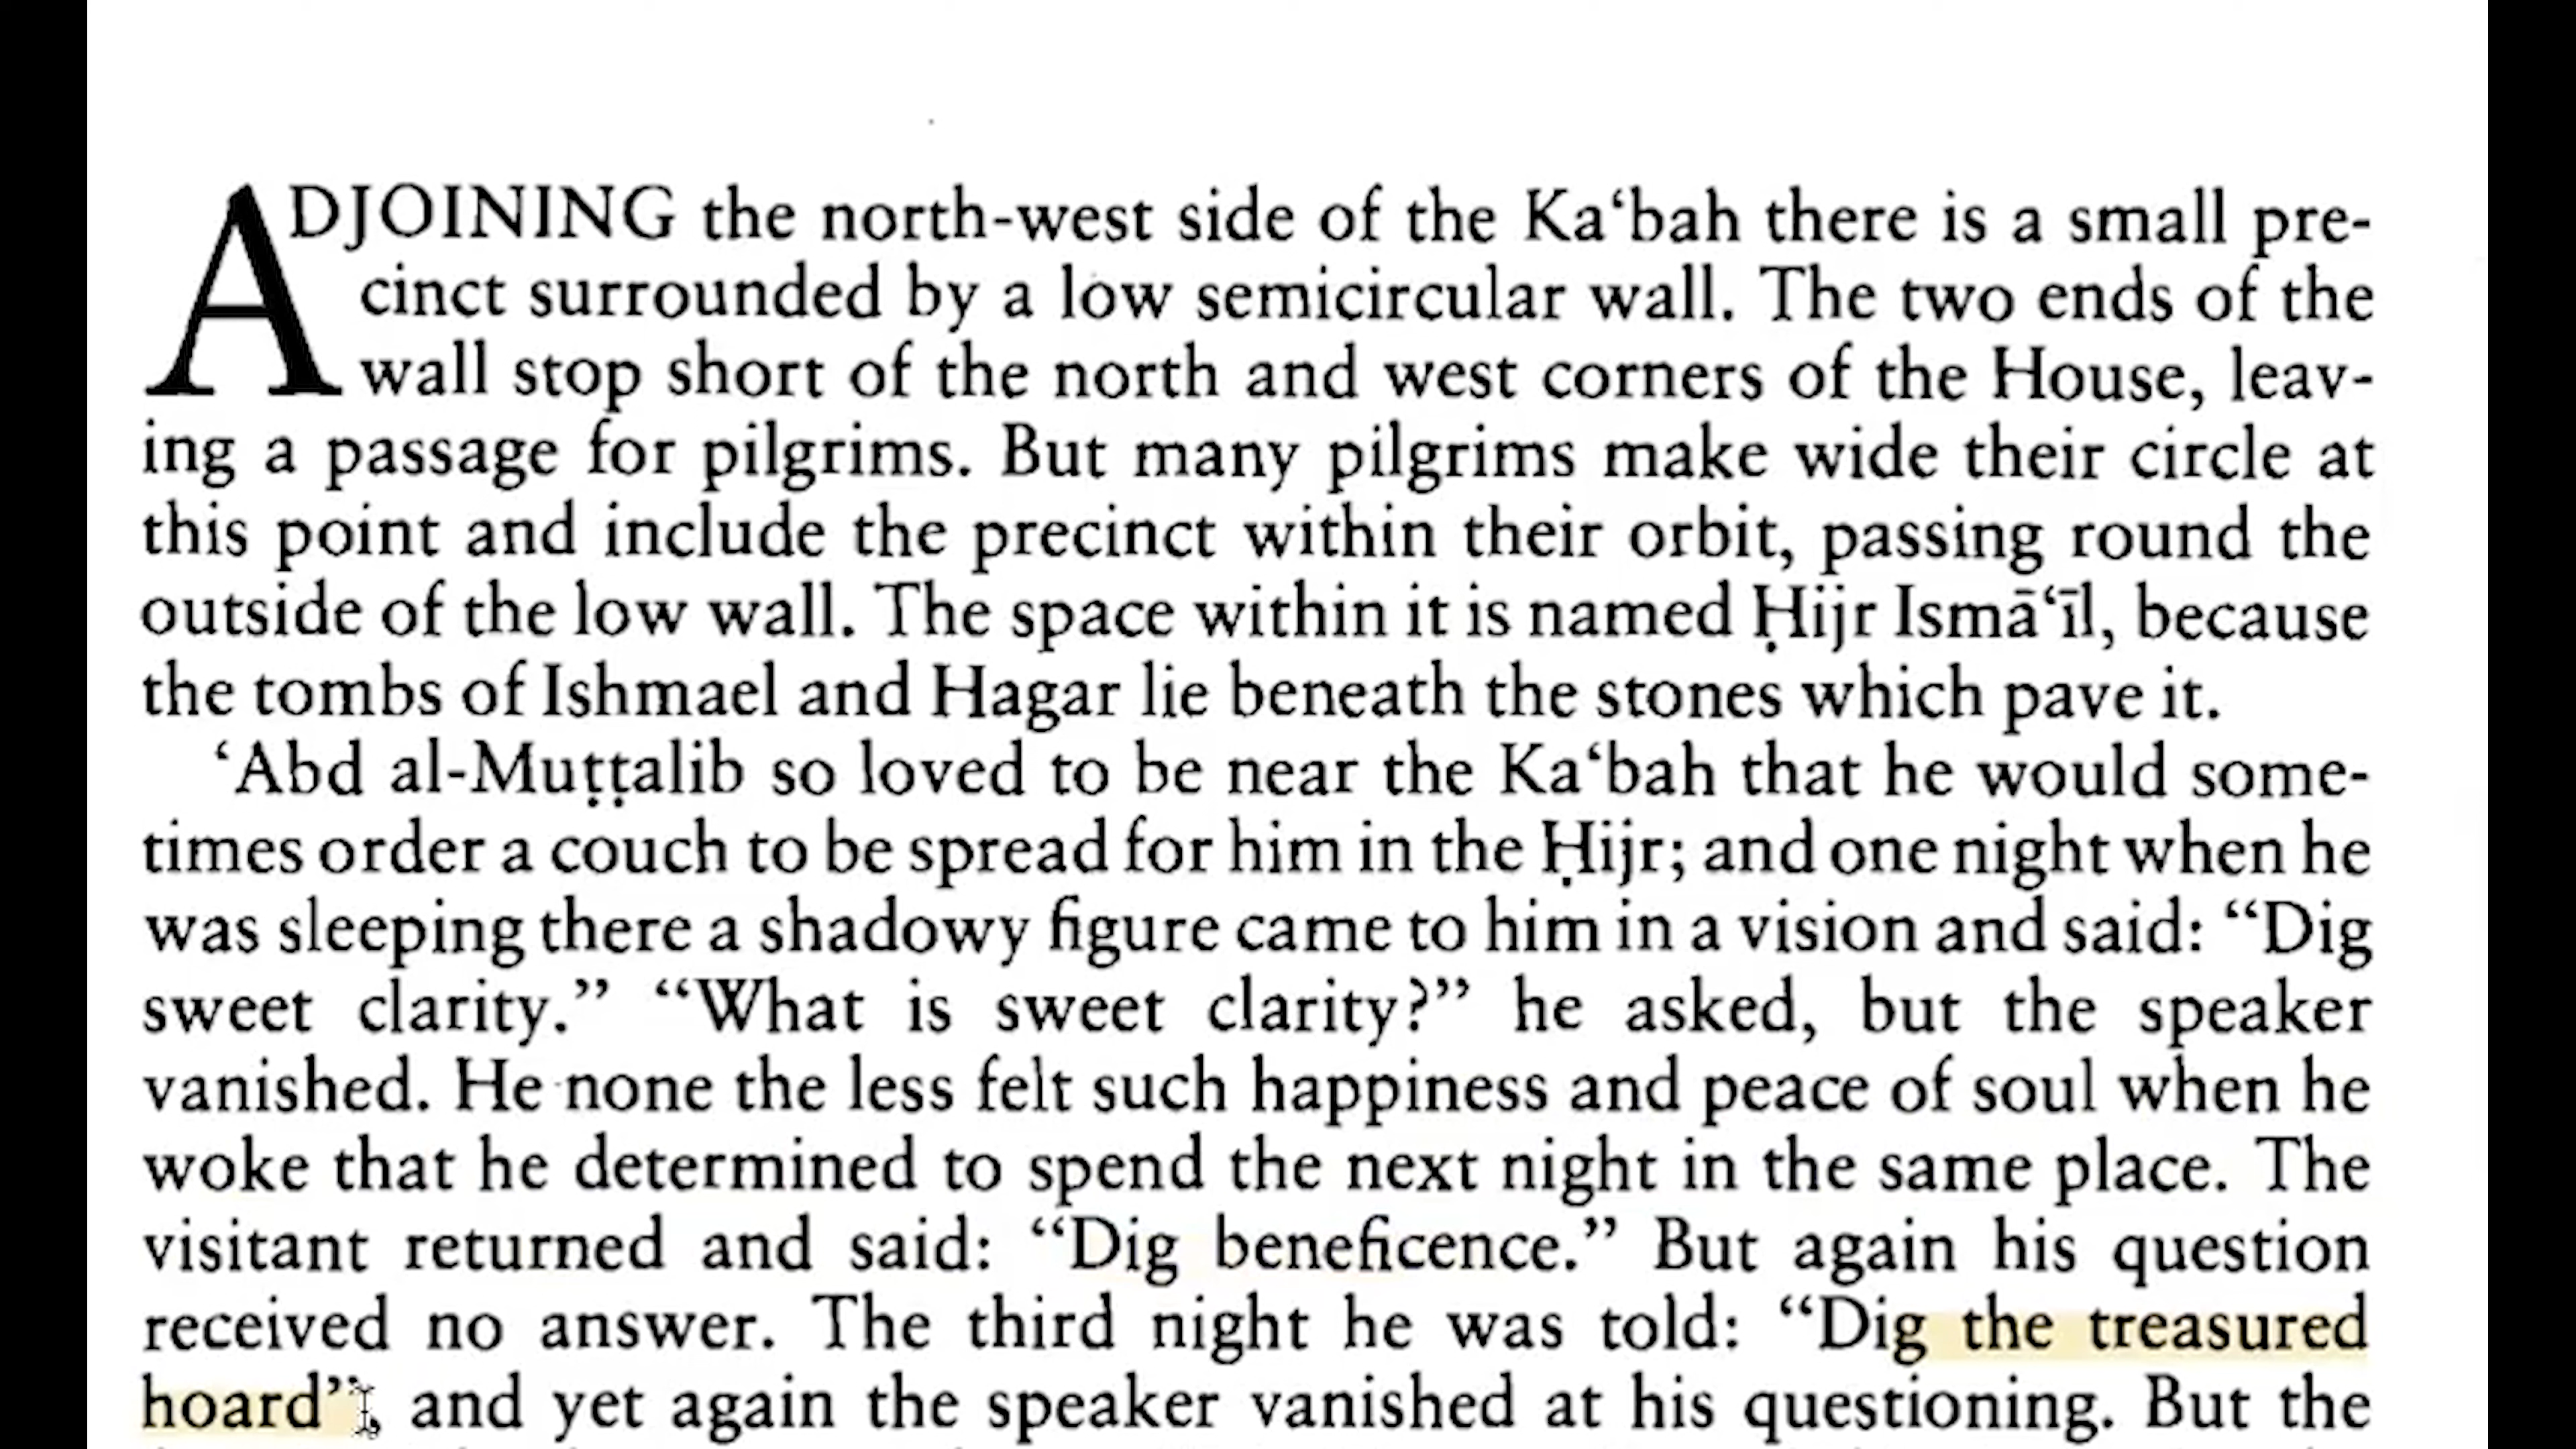 ADJOINING the north-west side of the Ka‘bah there is a small pre-
cinct surrounded by a low semicircular wall. The two ends of the
wall stop short of the north and west corners of the House, leav-
ing a passage for pilgrims. But many pilgrims make wide their circle at
this point and include the precinct within their orbit, passing round the
outside of the low wall. The space within it is named Ḥijr Ismā‘īl, because
the tombs of Ishmael and Hagar lie beneath the stones which pave it.
‘Abd al-Muṭṭalib so loved to be near the Ka‘bah that he would some-
times order a couch to be spread for him in the Ḥijr; and one night when he
was sleeping there a shadowy figure came to him in a vision and said: “Dig
sweet clarity.” “What is sweet clarity?” he asked, but the speaker
vanished. He none the less felt such happiness and peace of soul when he
woke that he determined to spend the next night in the same place. The
visitant returned and said: “Dig beneficence.” But again his question
received no answer. The third night he was told: “Dig the treasured
hoard”, and yet again the speaker vanished at his questioning. But the